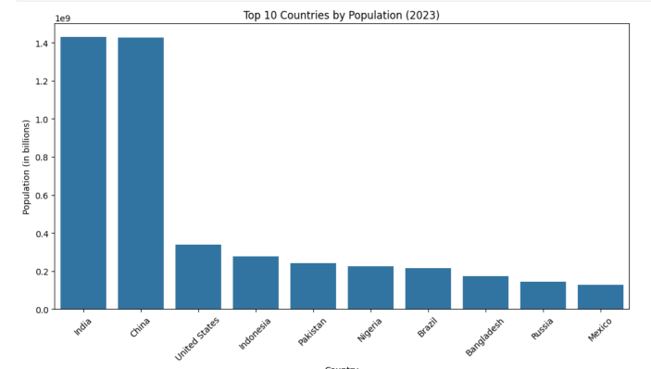 Top 10 Countries by Population (2023)
1e9
Population (in billions)
1.4
1.2
1.0
0.8
0.6
0.4
0.2
0.0
India
China
United States
Indonesia
Pakistan
Nigeria
Brazil
Bangladesh
Russia
Mexico
Country